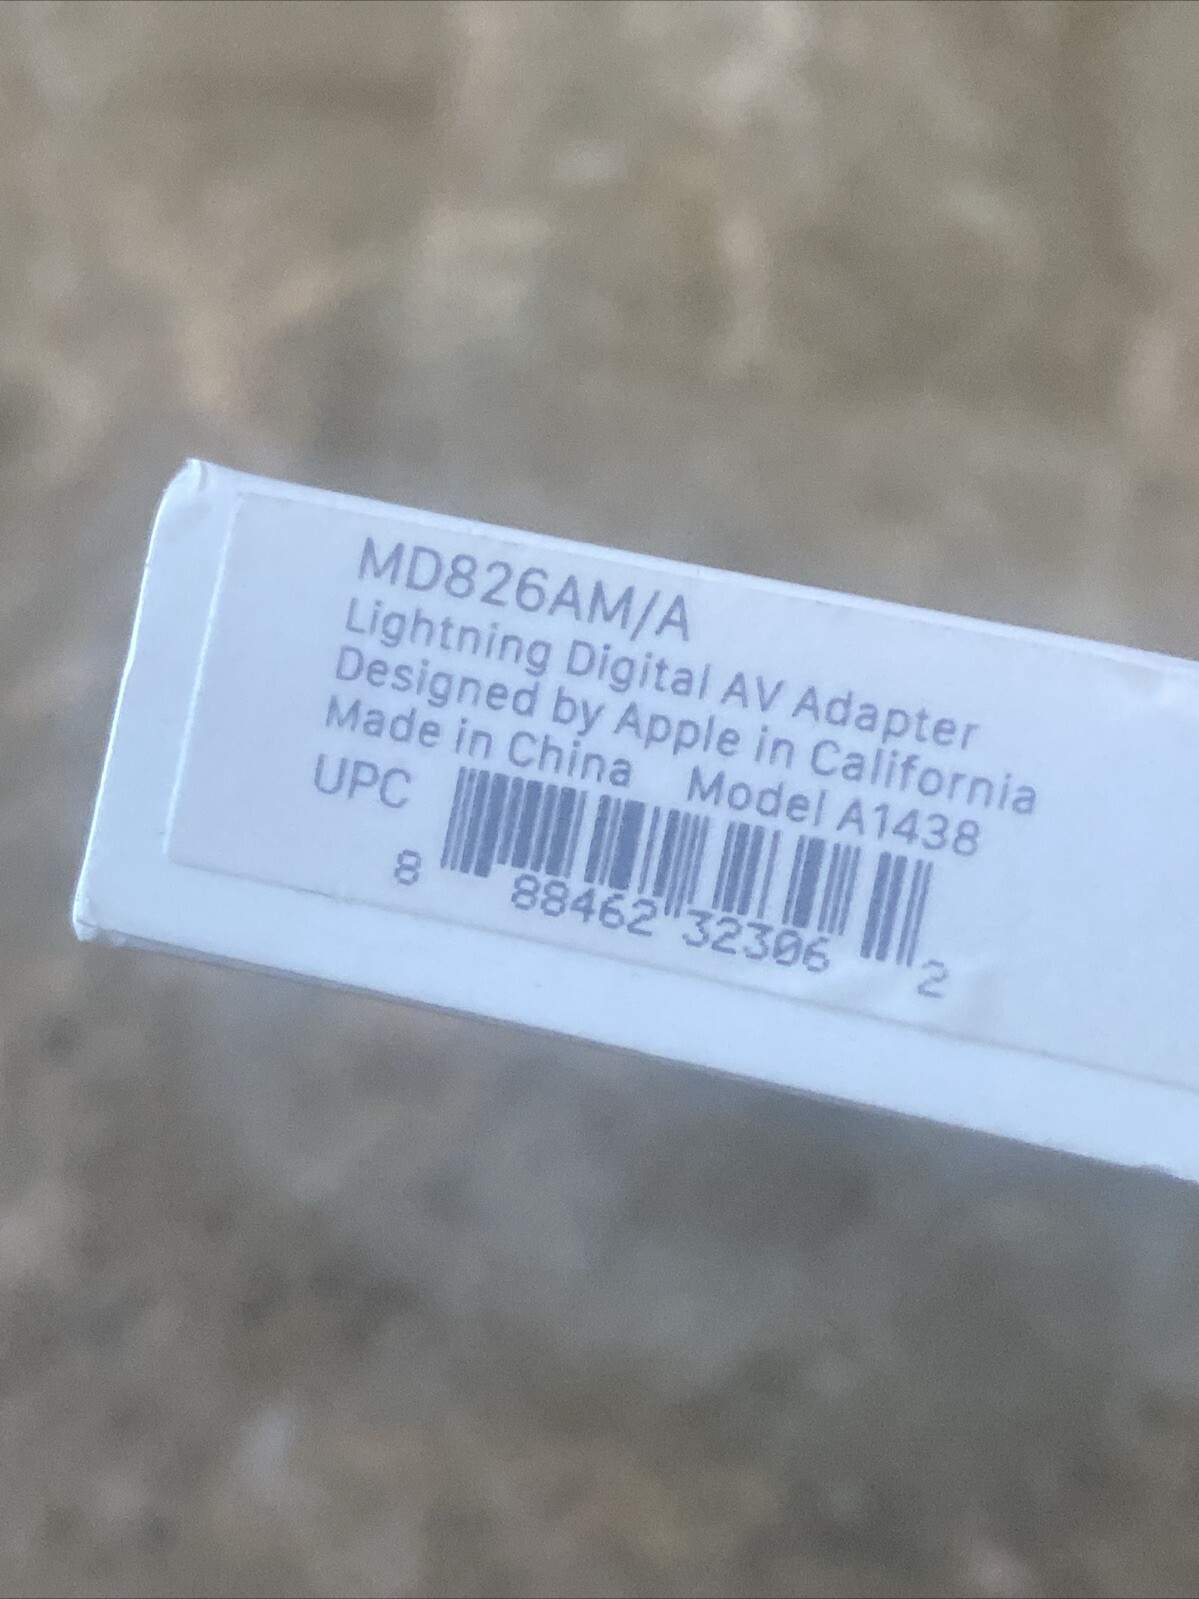 MD826AM/A
Lightning Digital AV Adapter
Designed by Apple in California
Made in China Model A1438
UPC
8 88462 32306 2